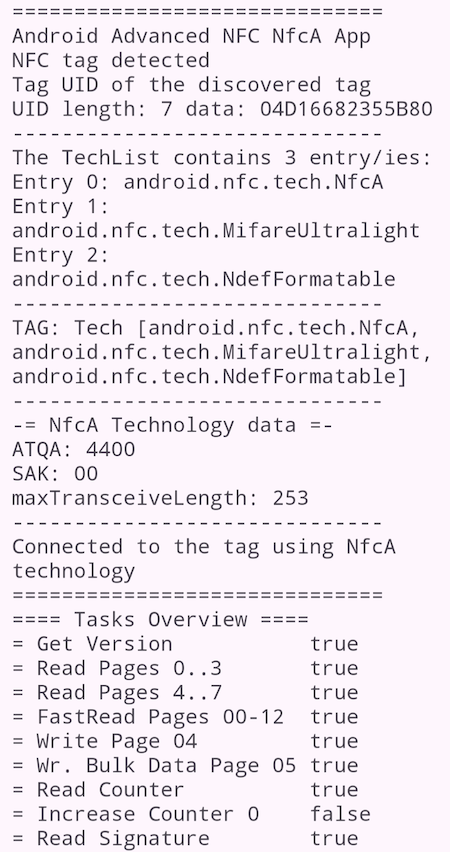 ==============================
Android Advanced NFC NfcA App
NFC tag detected
Tag UID of the discovered tag
UID length: 7 data: 04D16682355B80
------------------------------
The TechList contains 3 entry/ies:
Entry 0: android.nfc.tech.NfcA
Entry 1:
android.nfc.tech.MifareUltralight
Entry 2:
android.nfc.tech.NdefFormatable
------------------------------
TAG: Tech [android.nfc.tech.NfcA,
android.nfc.tech.MifareUltralight,
android.nfc.tech.NdefFormatable]
------------------------------
-= NfcA Technology data =-
ATQA: 4400
SAK: 00
maxTransceiveLength: 253
------------------------------
Connected to the tag using NfcA
technology
==============================
==== Tasks Overview ====
= Get Version           true
= Read Pages 0..3       true
= Read Pages 4..7       true
= FastRead Pages 00-12  true
= Write Page 04         true
= Wr. Bulk Data Page 05 true
= Read Counter          true
= Increase Counter 0    false
= Read Signature        true